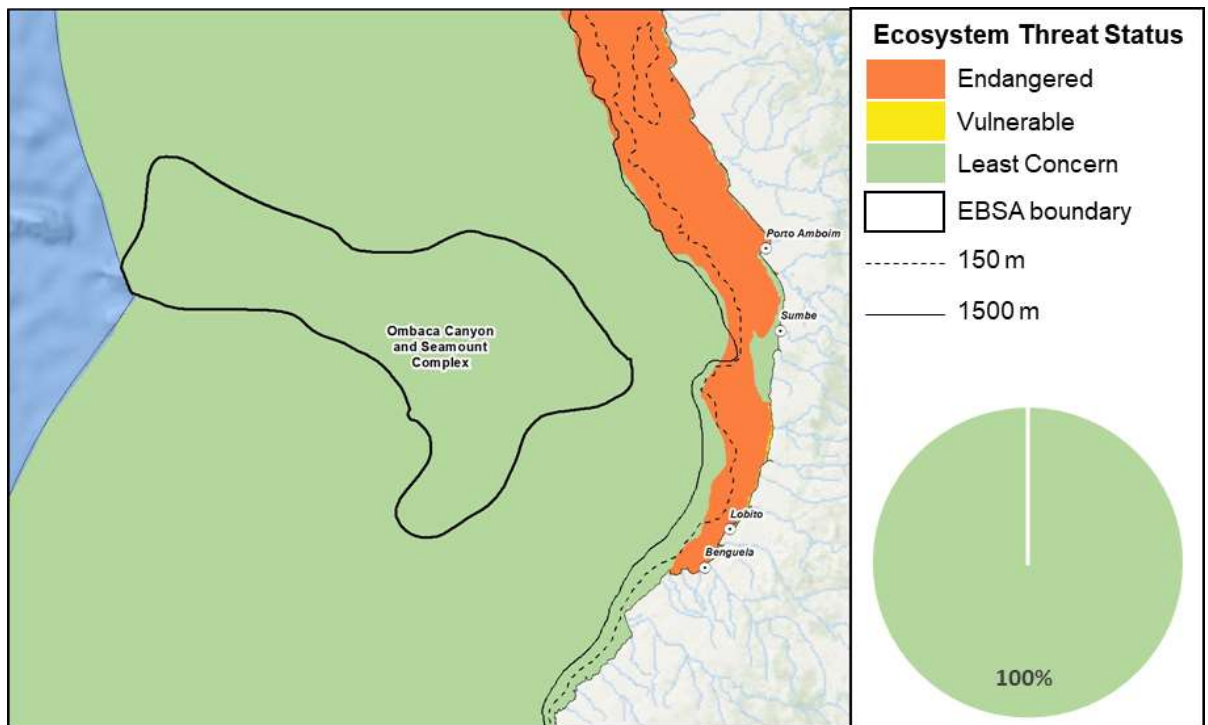 Ecosystem Threat Status
Endangered
Vulnerable
Least Concern
EBSA boundary
150 m
1500 m
Porto Amboim
Sumbe
Ombaca Canyon
and Seamount
Complex
Lobito
Benguela
100%